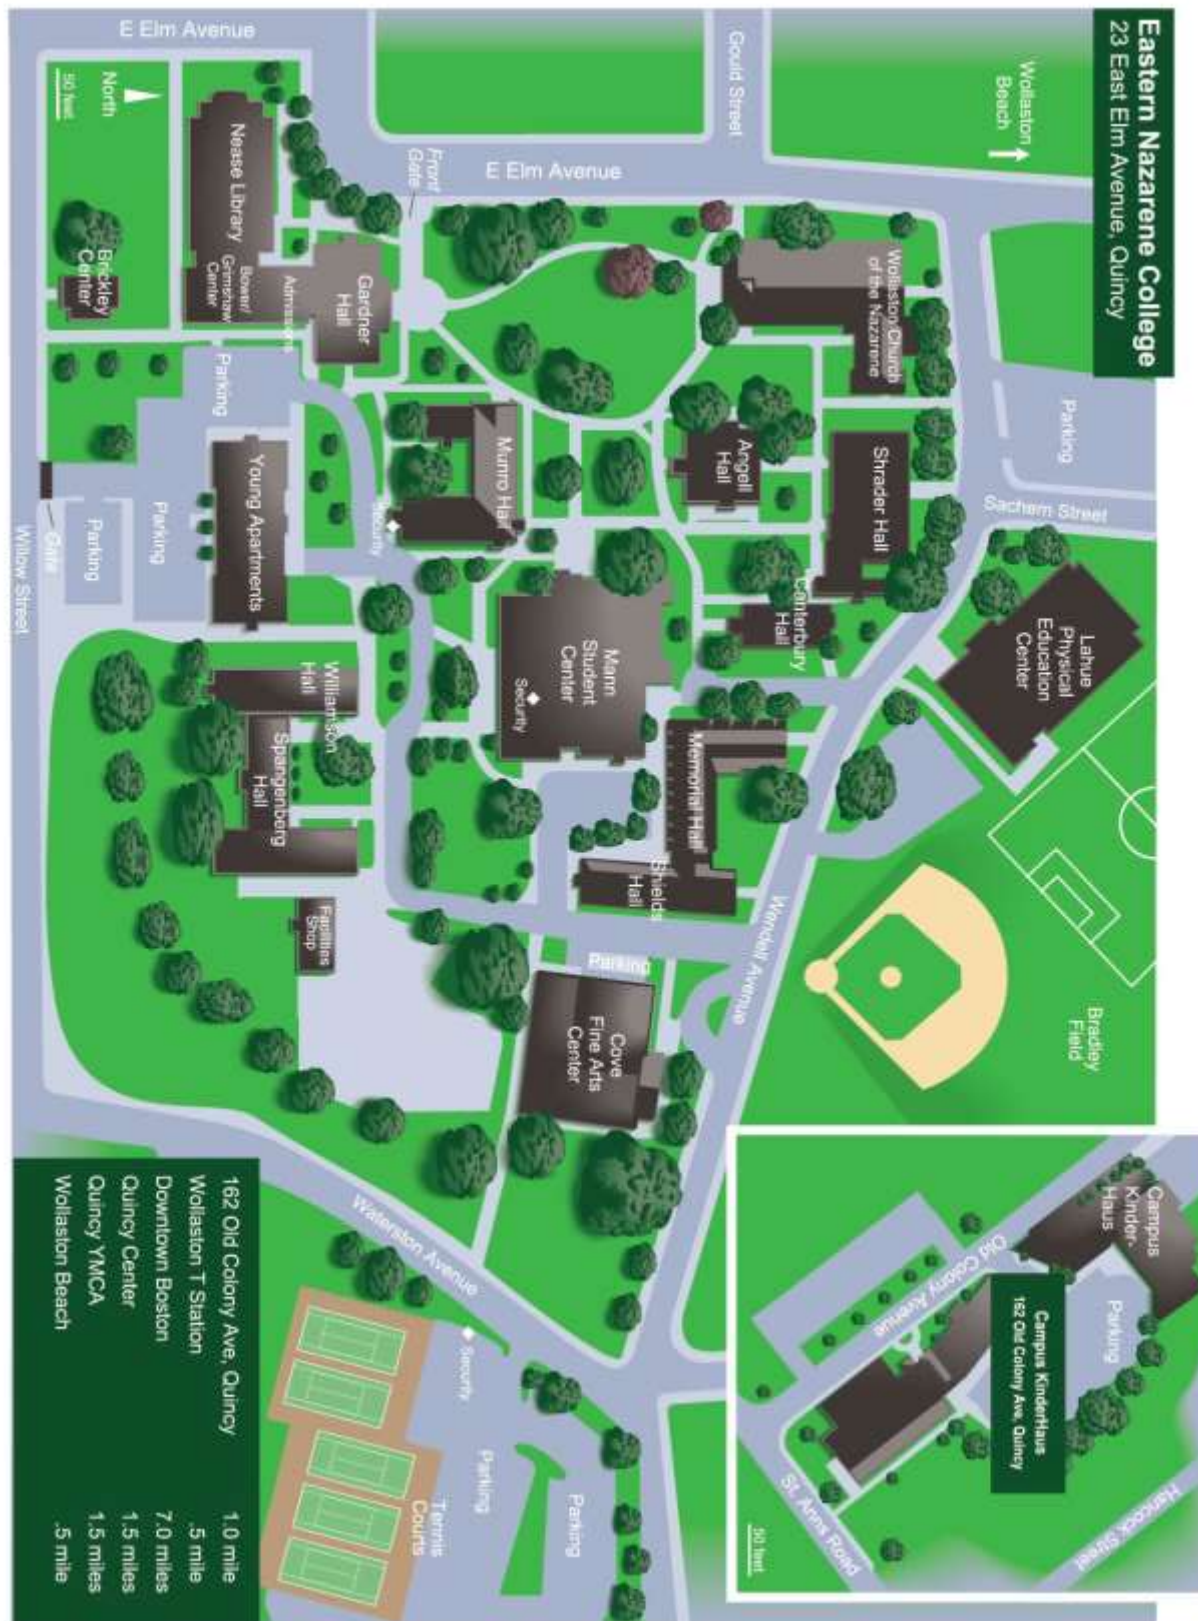 Eastern Nazarene College
23 East Elm Avenue, Quincy
Wollaston
Beach
Gould Street
E Elm Avenue
E Elm Avenue
North
50 feet
Front
Gate
Nease Library
Bower/
Grimshaw
Center
Admissions
Gardner
Hall
Brickley
Center
Wollaston Church
of the Nazarene
Parking
Sachem Street
Shrader Hall
Angell
Hall
Munro Hall
Security
Parking
Young Apartments
Parking
Parking
Gate
Willow Street
Canterbury
Hall
Lahue
Physical
Education
Center
Mann
Student
Center
Security
Williamson
Hall
Spangenberg
Hall
Memorial Hall
Shields
Hall
Wendell Avenue
Bradley
Field
Facilities
Shop
Parking
Cove
Fine Arts
Center
Waterston Avenue
Security
Parking
Parking
Tennis
Courts
Campus
Kinder-
Haus
Parking
Old Colony
Avenue
Campus KinderHaus
162 Old Colony Ave, Quincy
St. Anns Road
Hancock Street
50 feet
162 Old Colony Ave, Quincy 1.0 mile
Wollaston T Station .5 mile
Downtown Boston 7.0 miles
Quincy Center 1.5 miles
Quincy YMCA 1.5 miles
Wollaston Beach .5 mile